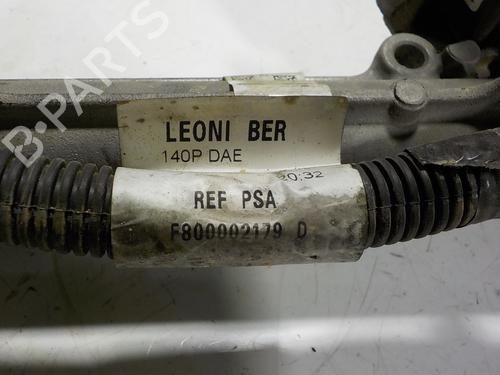 LEONI BER
140P DAE
20:32
REF PSA
F800002179 D
B-PARTS